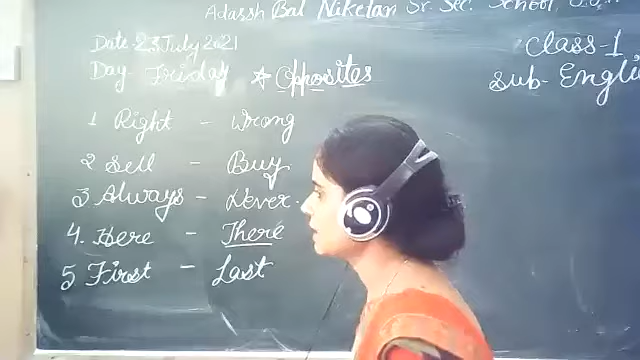 Adarsh Bal Niketan Sr. Sec. School,
Date-23 July 2021
Class-1
Day- Friday * Opposites
Sub- Engli
1 Right - Wrong
2 Sell - Buy
3 Always - Never.
4. Here - There
5 First - Last